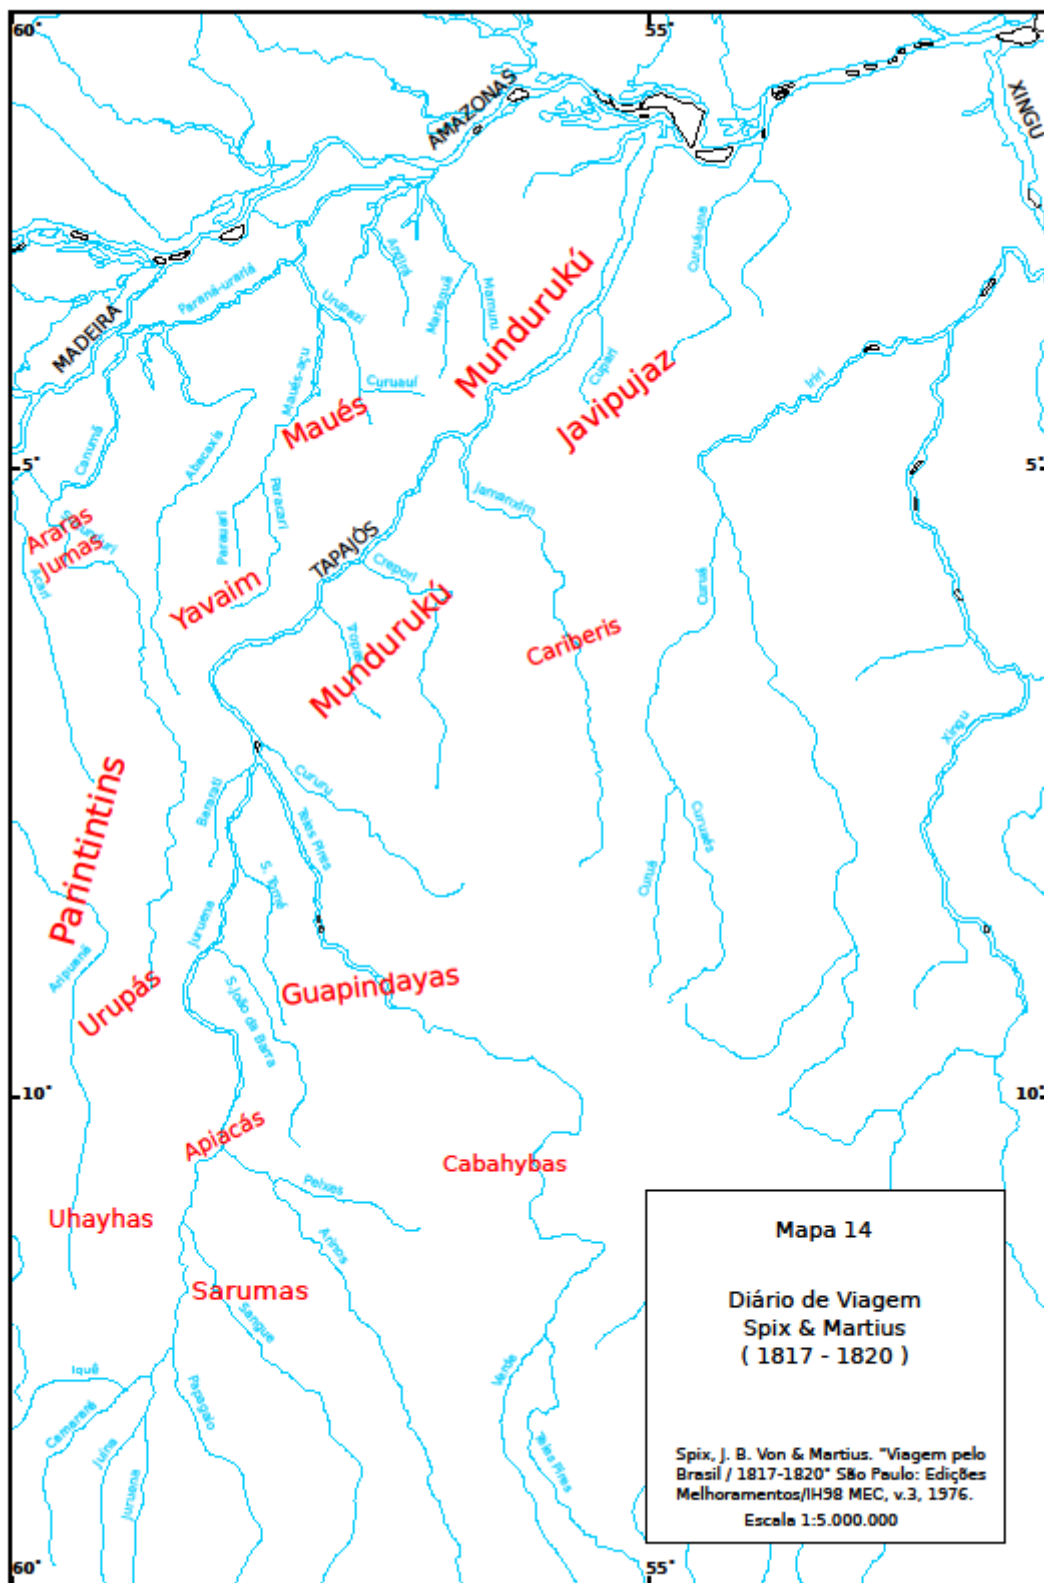 60°
55°
AMAZONAS
XINGU
MADEIRA
Paraná-urariá
Andirá
Mariaquã
Mamuru
Urupazi
Curuá-una
Mundurukú
Javipujaz
Cupari
Maués-açu
Curuauí
Maués
Iriri
Canumã
Abacaxis
5°
5°
Paracari
Parauari
Jamanxim
Araras
Jumas
Acari
TAPAJÓS
Crepori
Yavaim
Mundurukú
Cariberis
Curuá
Xingu
Parintintins
Bararati
Cururu
Teles Pires
Curuaés
Curuá
S. Tomé
Juruena
Aripuanã
Urupás
Guapindayas
S.João da Barra
10°
10°
Apiacás
Cabahybas
Peixes
Uhayhas
Arinos
Sarumas
Sangue
Iquê
Camararé
Juína
Juruena
Papagaio
Verde
Teles Pires
Mapa 14
Diário de Viagem
Spix & Martius
( 1817 - 1820 )
Spix, J. B. Von & Martius. "Viagem pelo
Brasil / 1817-1820" São Paulo: Edições
Melhoramentos/IH98 MEC, v.3, 1976.
Escala 1:5.000.000
60°
55°